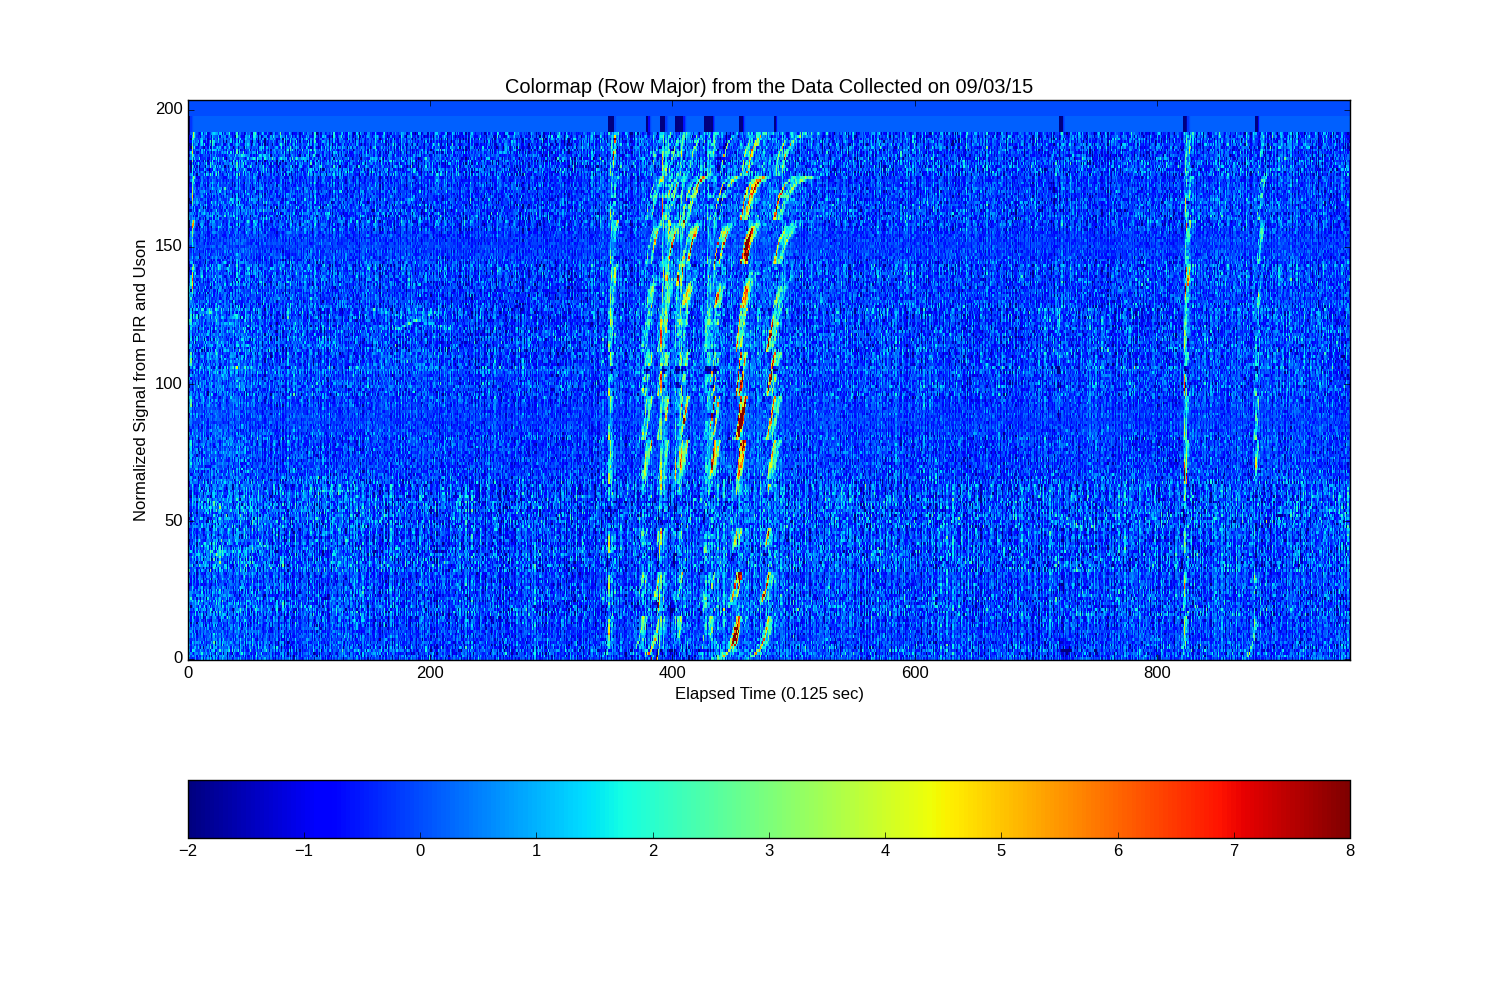 Colormap (Row Major) from the Data Collected on 09/03/15
200
150
100
50
0
Normalized Signal from PIR and Uson
0 200 400 600 800
Elapsed Time (0.125 sec)
−2 −1 0 1 2 3 4 5 6 7 8